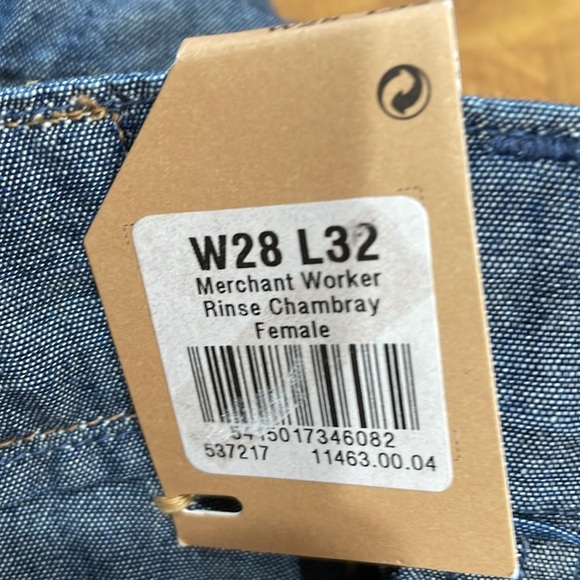 W28 L32
Merchant Worker
Rinse Chambray
Female
5415017346082
537217 11463.00.04